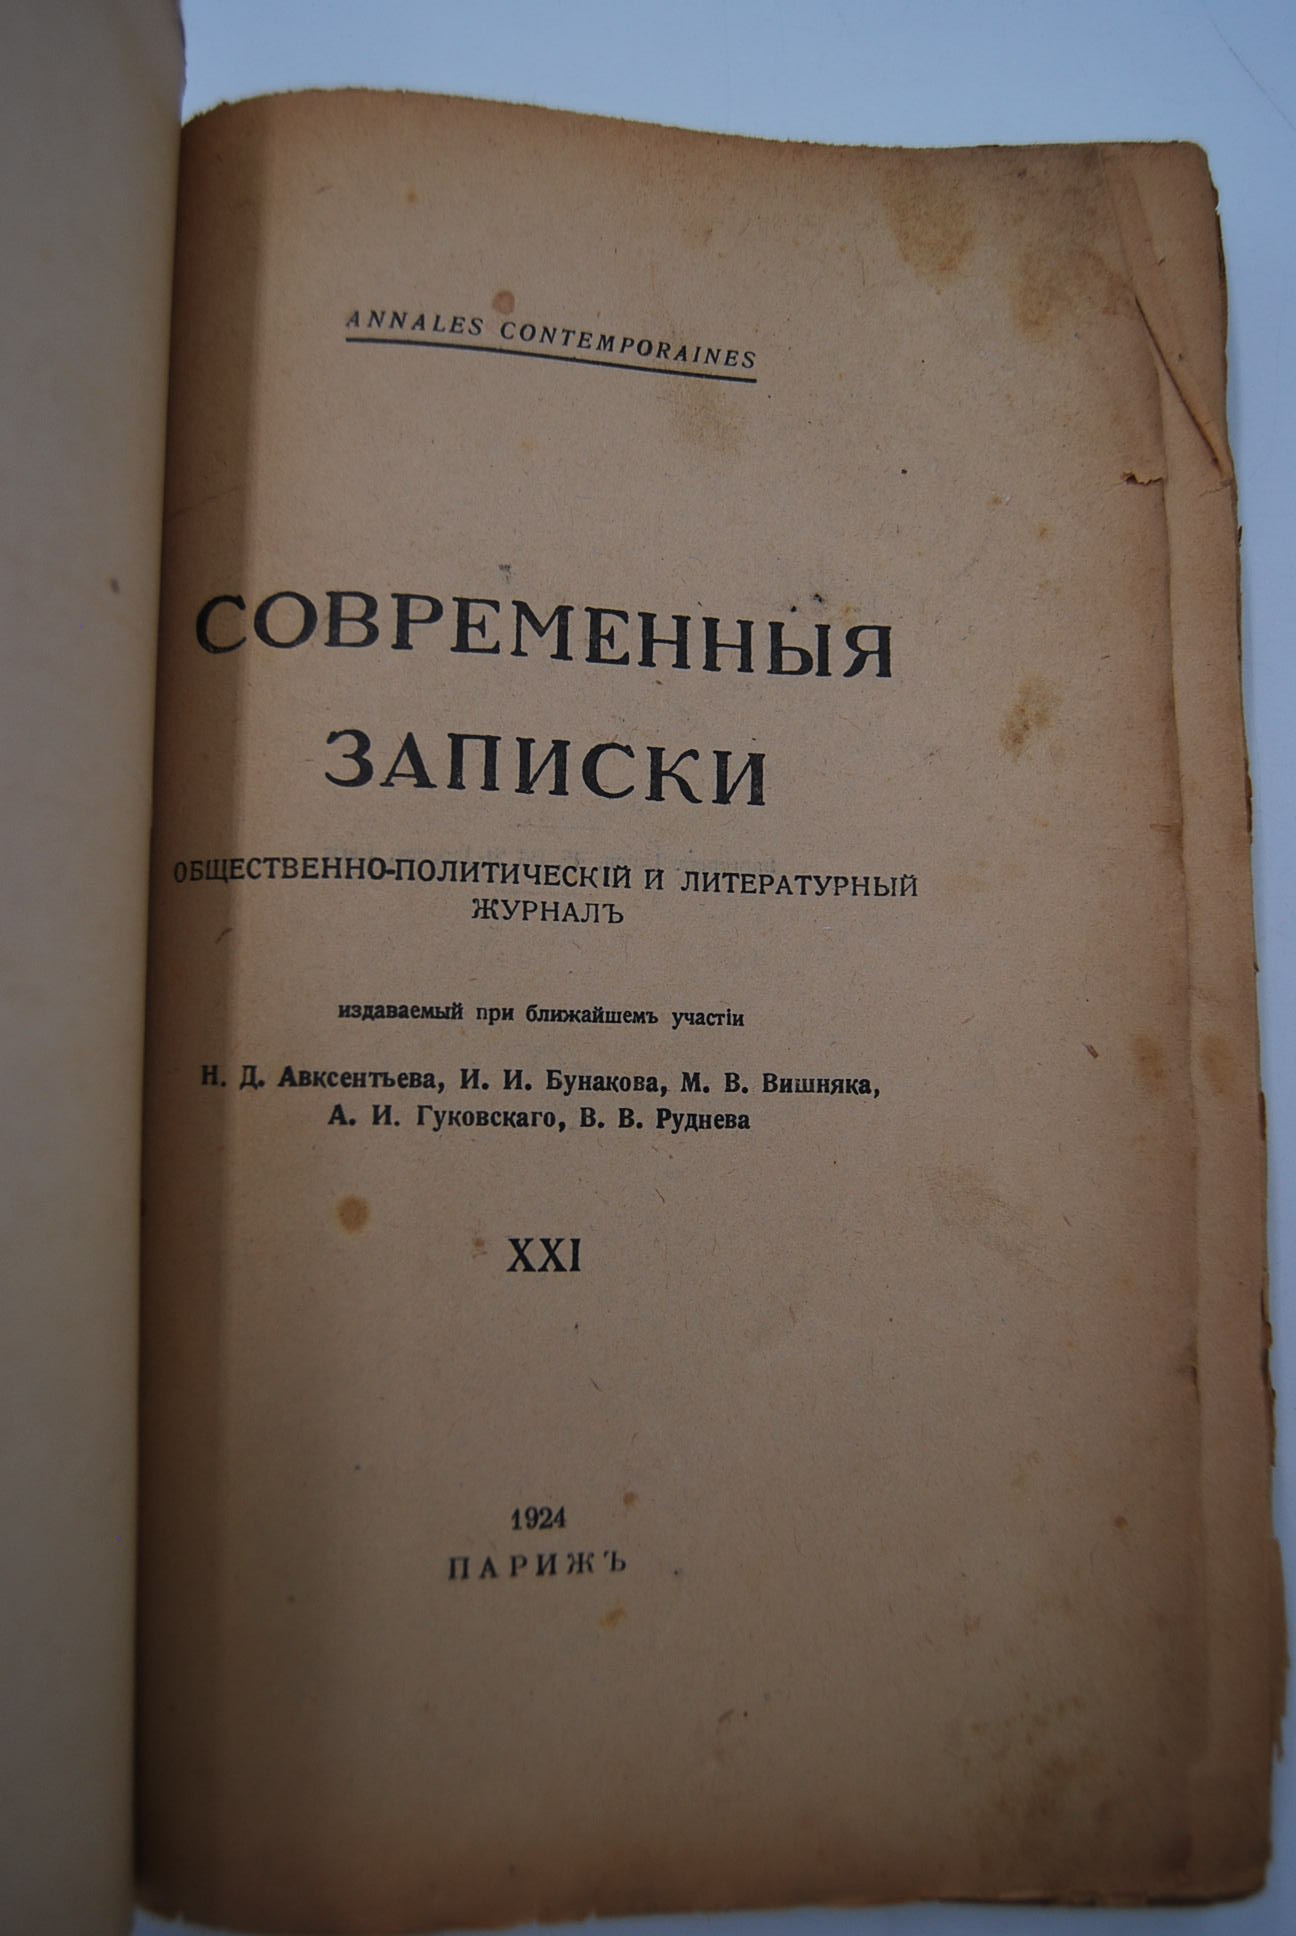 ANNALES CONTEMPORAINES
СОВРЕМЕННЫЯ
ЗАПИСКИ
ОБЩЕСТВЕННО-ПОЛИТИЧЕСКІЙ И ЛИТЕРАТУРНЫЙ
ЖУРНАЛЪ
издаваемый при ближайшемъ участіи
Н. Д. Авксентьева, И. И. Бунакова, М. В. Вишняка,
А. И. Гуковскаго, В. В. Руднева
XXI
1924
ПАРИЖЪ